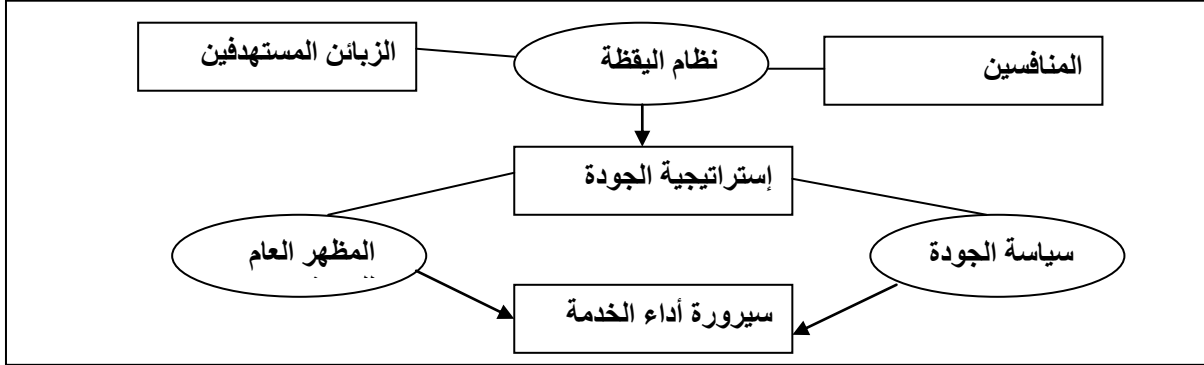 المنافسين
نظام اليقظة
الزبائن المستهدفين
إستراتيجية الجودة
سياسة الجودة
المظهر العام
سيرورة أداء الخدمة